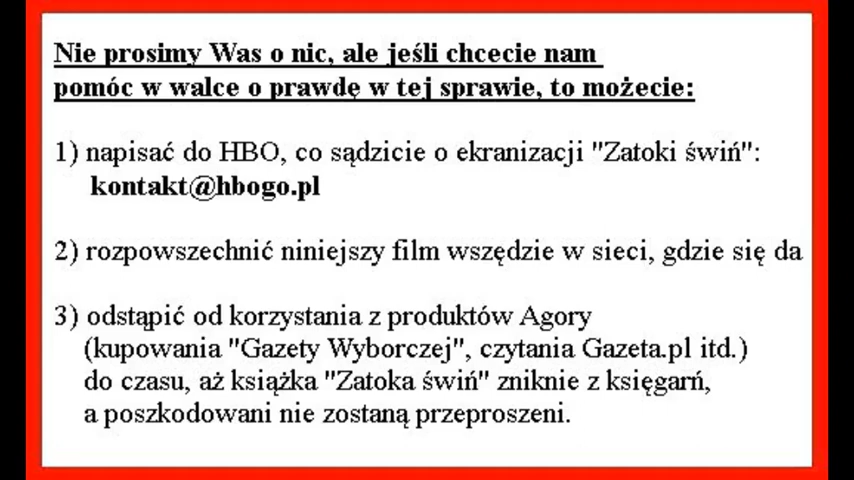 Nie prosimy Was o nic, ale jeśli chcecie nam
pomóc w walce o prawdę w tej sprawie, to możecie:
1) napisać do HBO, co sądzicie o ekranizacji "Zatoki świń":
kontakt@hbogo.pl
2) rozpowszechnić niniejszy film wszędzie w sieci, gdzie się da
3) odstąpić od korzystania z produktów Agory
(kupowania "Gazety Wyborczej", czytania Gazeta.pl itd.)
do czasu, aż książka "Zatoka świń" zniknie z księgarń,
a poszkodowani nie zostaną przeproszeni.